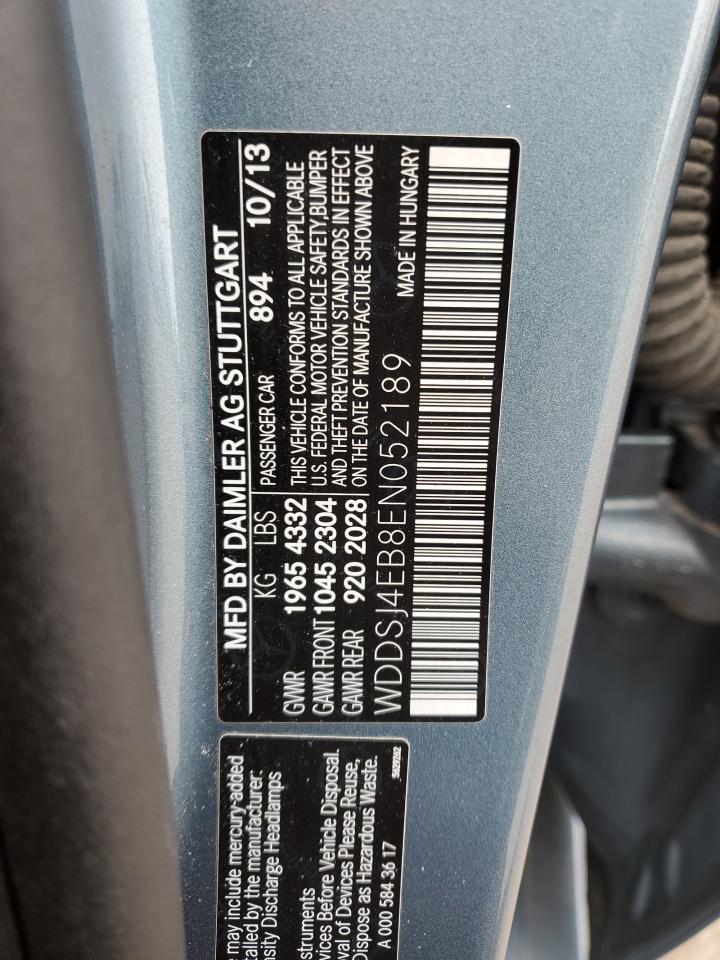 MFD BY DAIMLER AG STUTTGART
KG LBS PASSENGER CAR 894 10/13
GVWR 1965 4332 THIS VEHICLE CONFORMS TO ALL APPLICABLE
GAWR FRONT 1045 2304 U.S. FEDERAL MOTOR VEHICLE SAFETY,BUMPER
GAWR REAR 920 2028 AND THEFT PREVENTION STANDARDS IN EFFECT
ON THE DATE OF MANUFACTURE SHOWN ABOVE
WDDSJ4EB8EN052189 MADE IN HUNGARY
may include mercury-added
by the manufacturer:
Discharge Headlamps
Before Vehicle Disposal.
of Devices Please Reuse,
Dispose as Hazardous Waste.
A 000 584 36 17